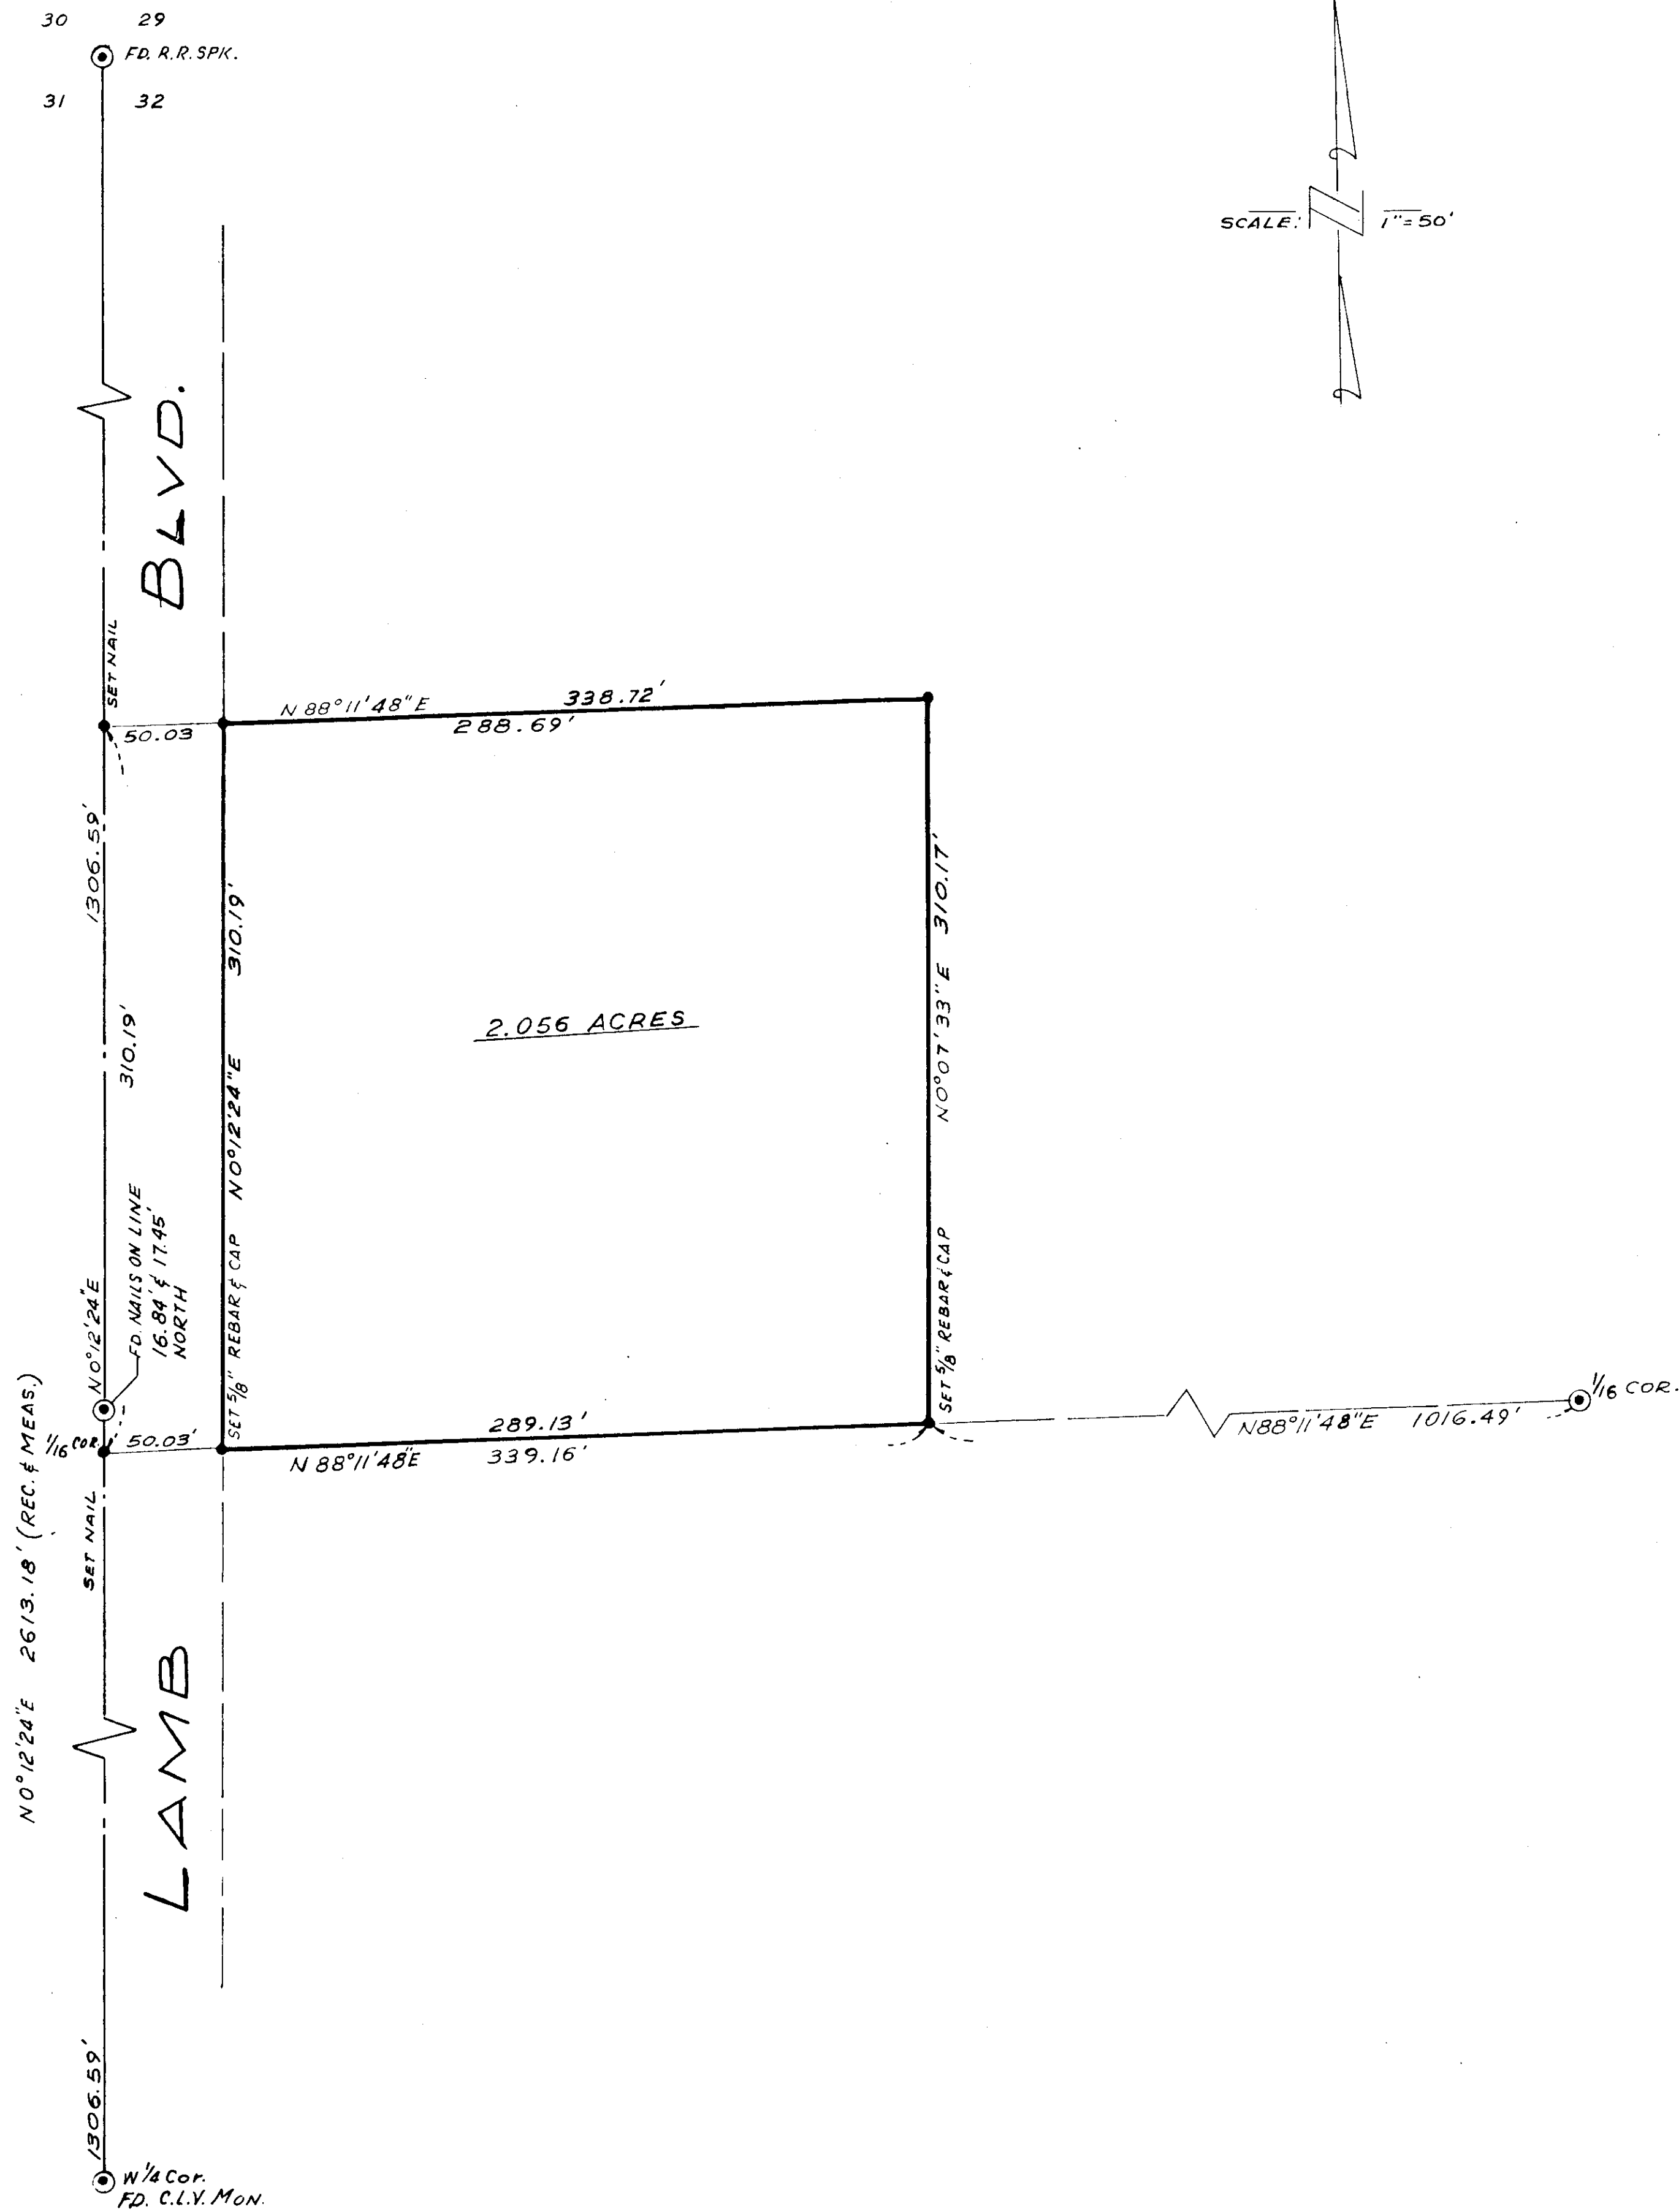 30 29
FD. R.R. SPK.
31 32
SCALE: N 1"=50'
BLVD.
SET NAIL
N 88°11'48" E 338.72'
288.69'
50.03
1306.59'
310.19'
310.19'
N0°12'24"E
SET 5/8" REBAR & CAP
310.17'
N0°07'33"E
SET 5/8" REBAR & CAP
2.056 ACRES
FD. NAILS ON LINE
16.84' & 17.45'
NORTH
N0°12'24"E
1/16 COR.
50.03'
289.13'
N 88°11'48"E 339.16'
1/16 COR.
N88°11'48"E 1016.49'
SET NAIL
N0°12'24"E 2613.18' (REC. & MEAS.)
LAMB
1306.59'
W 1/4 Cor.
FD. C.L.V. MON.